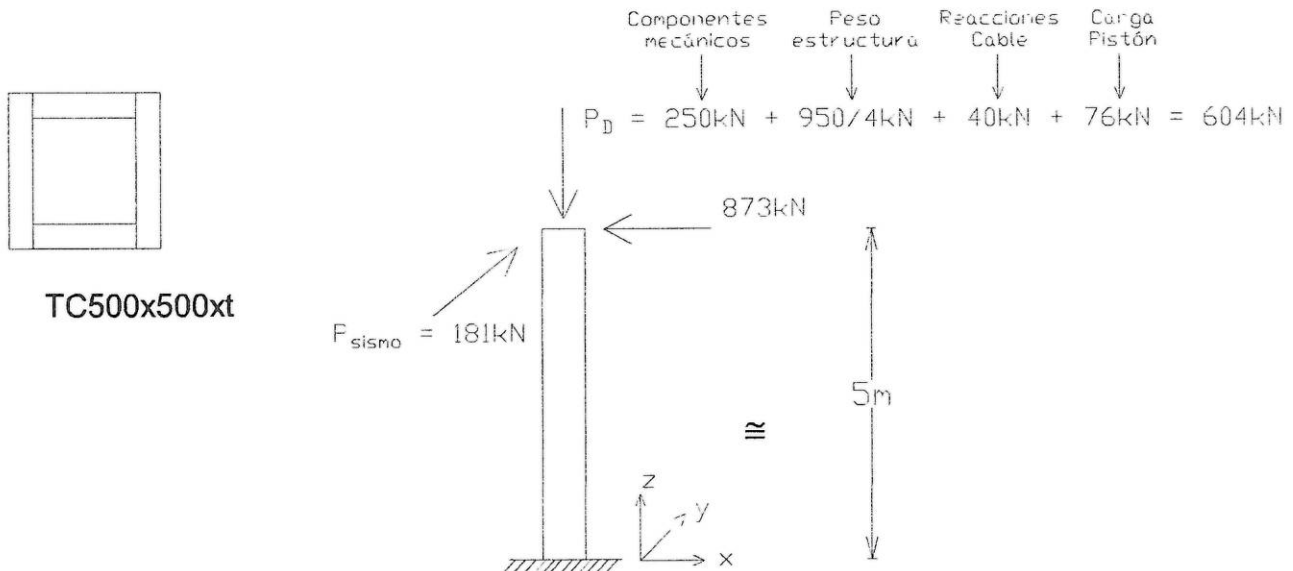 Componentes mecánicos
Peso estructura
Reacciones Cable
Carga Pistón
P_D = 250kN + 950/4kN + 40kN + 76kN = 604kN
873kN
TC500x500xt
F_sismo = 181kN
5m
≅
z
y
x